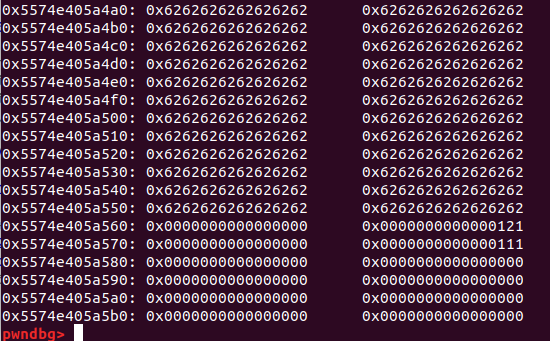 0x5574e405a4a0: 0x6262626262626262 0x6262626262626262
0x5574e405a4b0: 0x6262626262626262 0x6262626262626262
0x5574e405a4c0: 0x6262626262626262 0x6262626262626262
0x5574e405a4d0: 0x6262626262626262 0x6262626262626262
0x5574e405a4e0: 0x6262626262626262 0x6262626262626262
0x5574e405a4f0: 0x6262626262626262 0x6262626262626262
0x5574e405a500: 0x6262626262626262 0x6262626262626262
0x5574e405a510: 0x6262626262626262 0x6262626262626262
0x5574e405a520: 0x6262626262626262 0x6262626262626262
0x5574e405a530: 0x6262626262626262 0x6262626262626262
0x5574e405a540: 0x6262626262626262 0x6262626262626262
0x5574e405a550: 0x6262626262626262 0x6262626262626262
0x5574e405a560: 0x0000000000000000 0x0000000000000121
0x5574e405a570: 0x0000000000000000 0x0000000000000111
0x5574e405a580: 0x0000000000000000 0x0000000000000000
0x5574e405a590: 0x0000000000000000 0x0000000000000000
0x5574e405a5a0: 0x0000000000000000 0x0000000000000000
0x5574e405a5b0: 0x0000000000000000 0x0000000000000000
pwndbg>